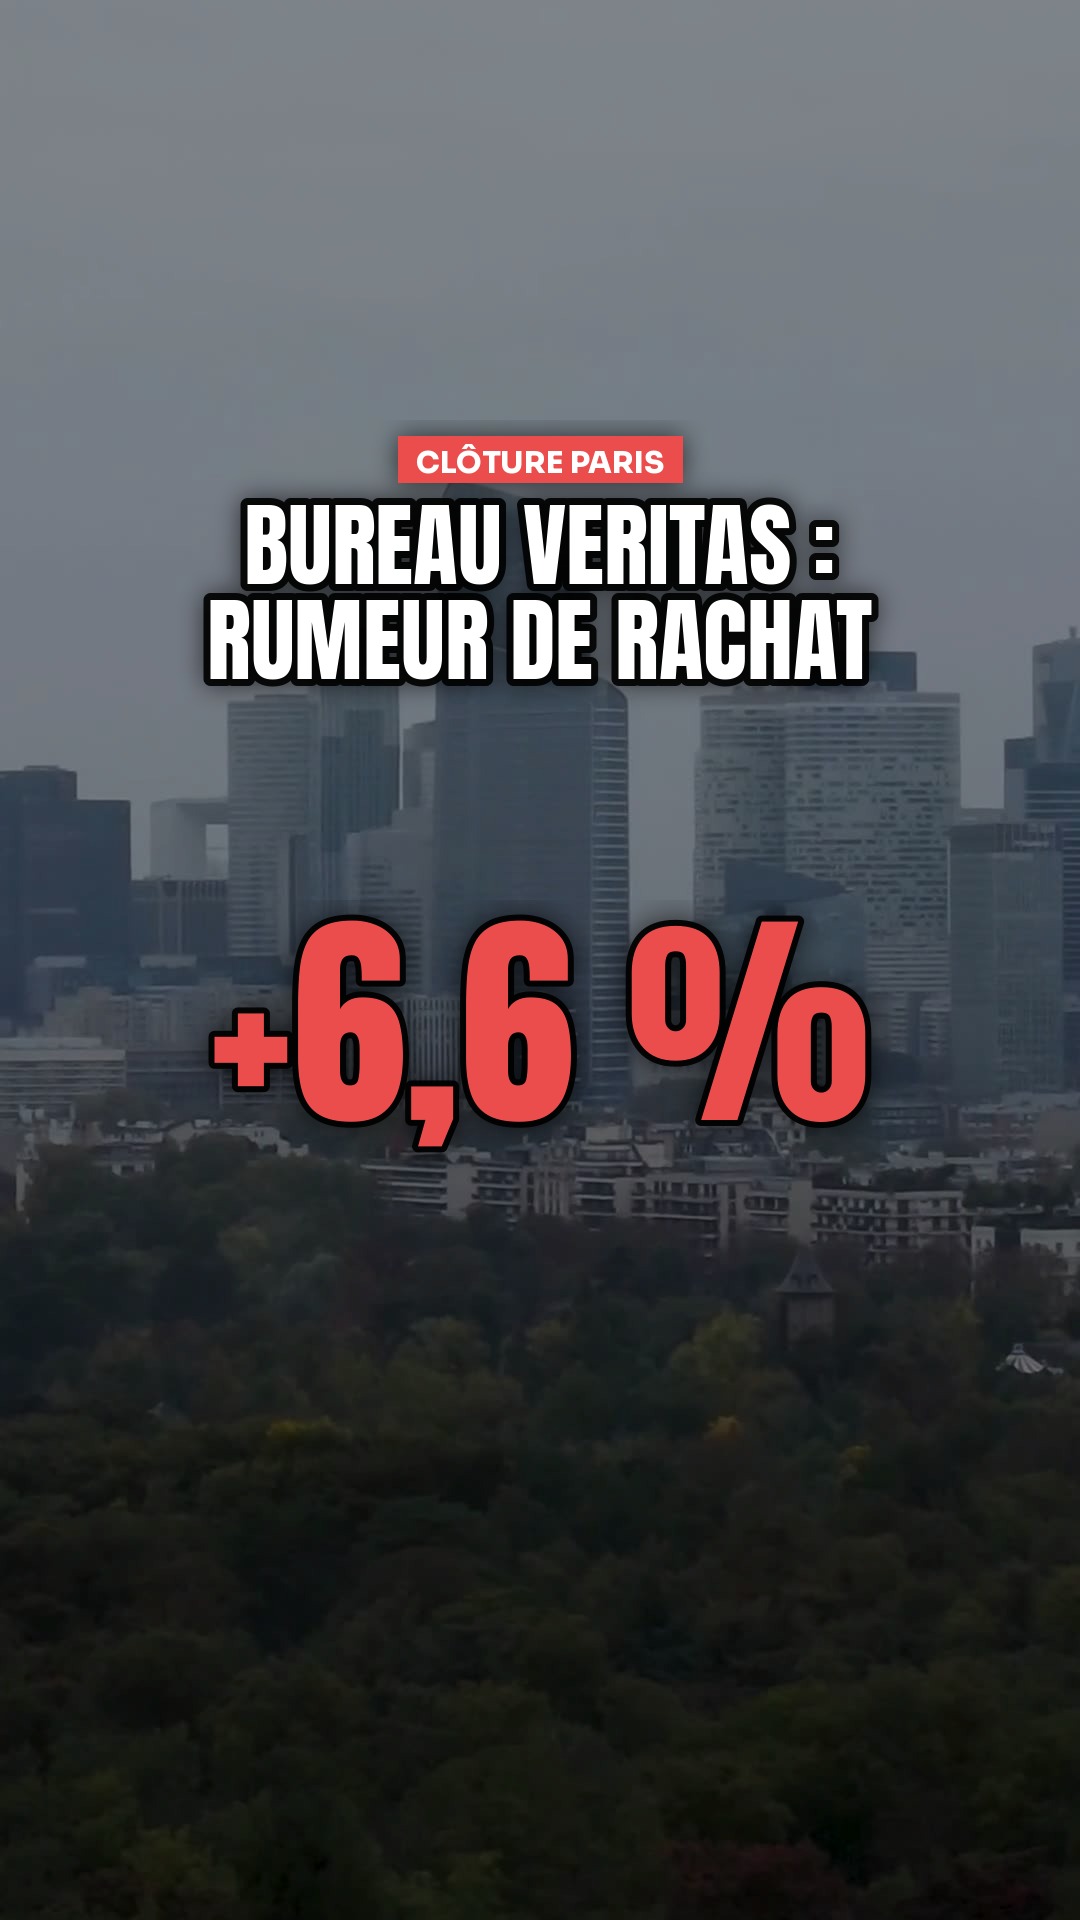 CLÔTURE PARIS
BUREAU VERITAS :
RUMEUR DE RACHAT
+6,6 %